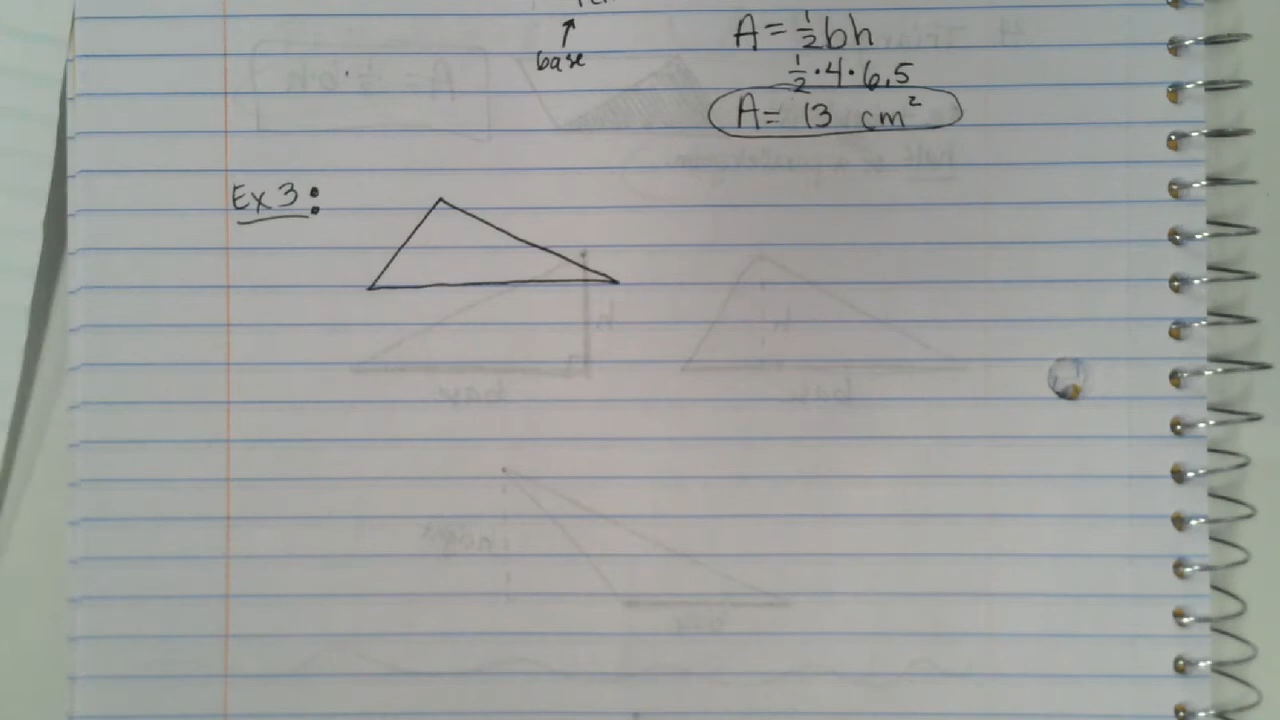 base
A = ½bh
½·4·6.5
A = 13 cm²
Ex 3: